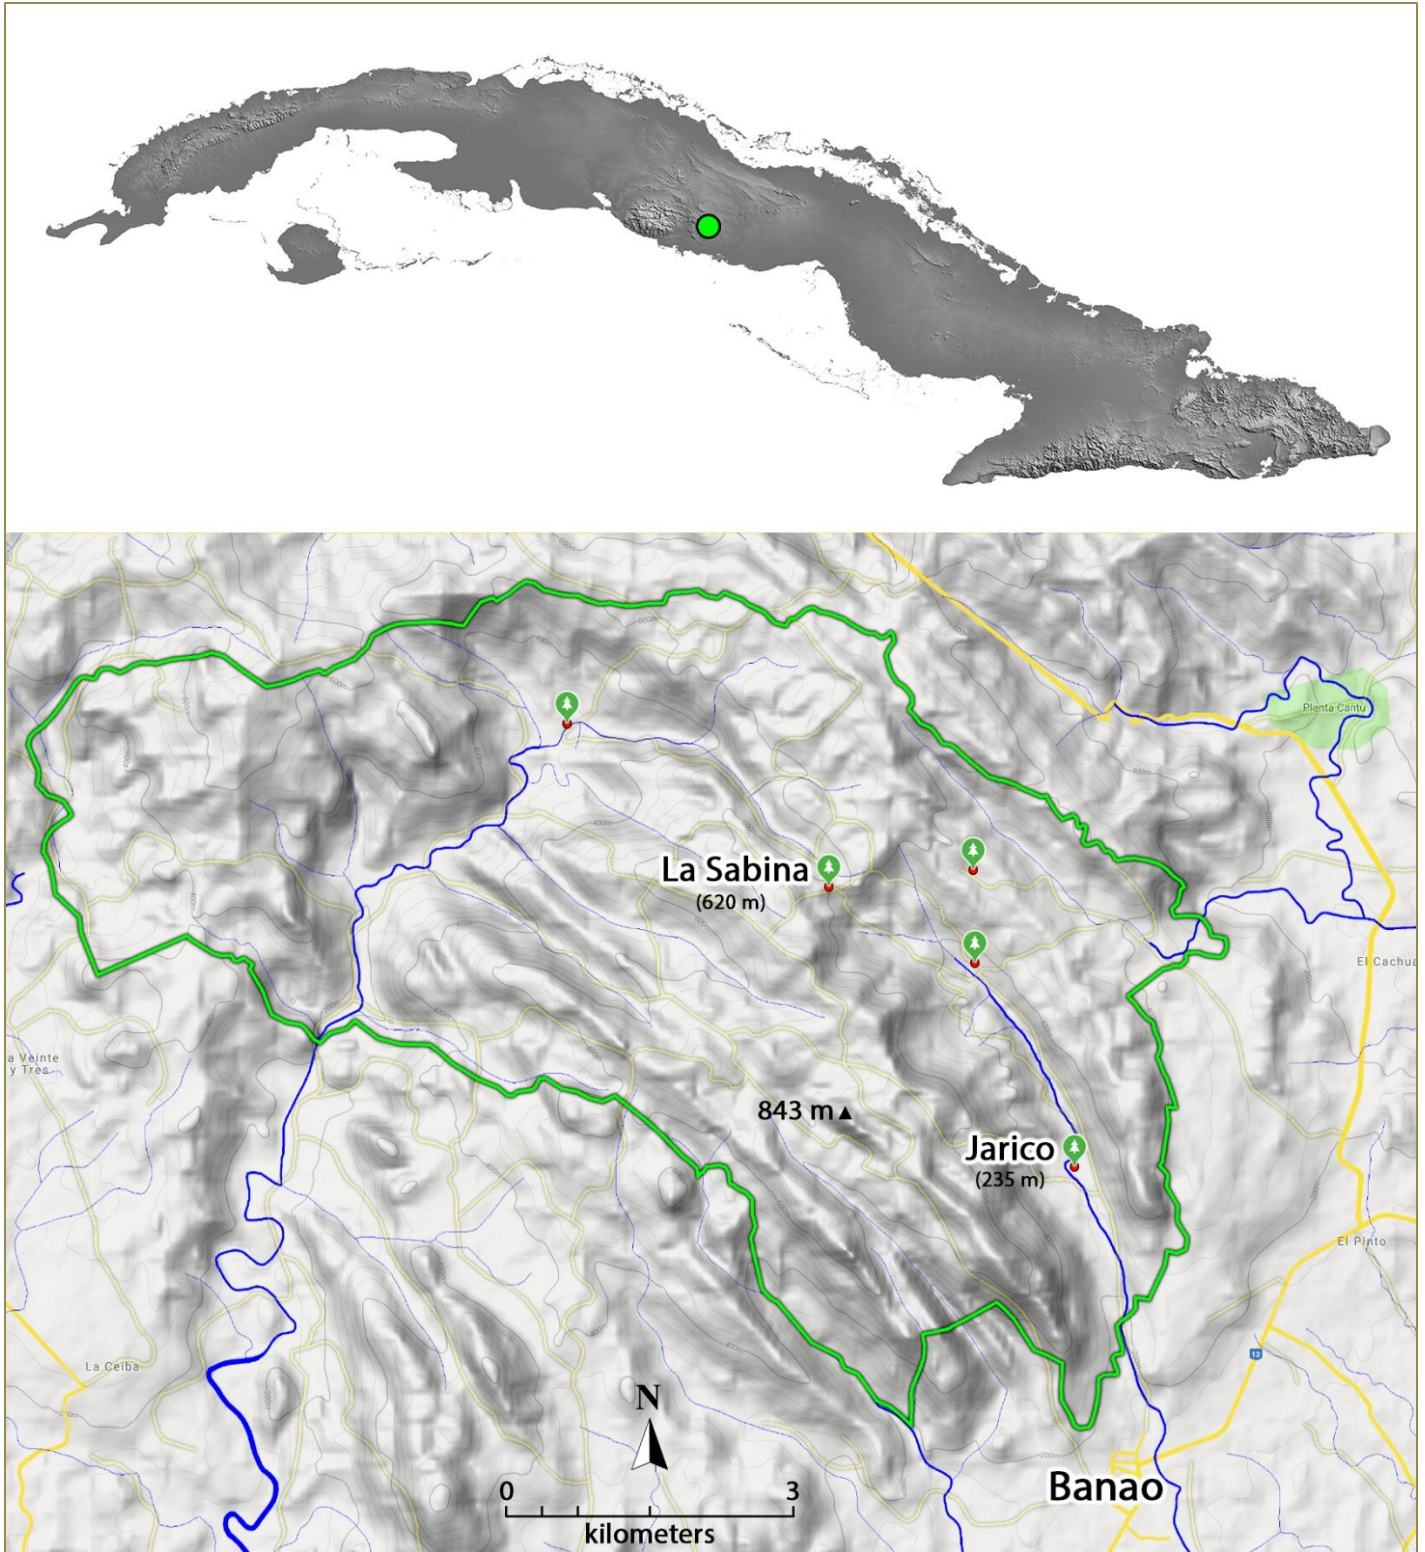 Planta Cantú
La Sabina
(620 m)
El Cachua
a Veinte
y Tres
843 m
Jarico
(235 m)
El Pinto
12
La Ceiba
N
0 3
kilometers
Banao